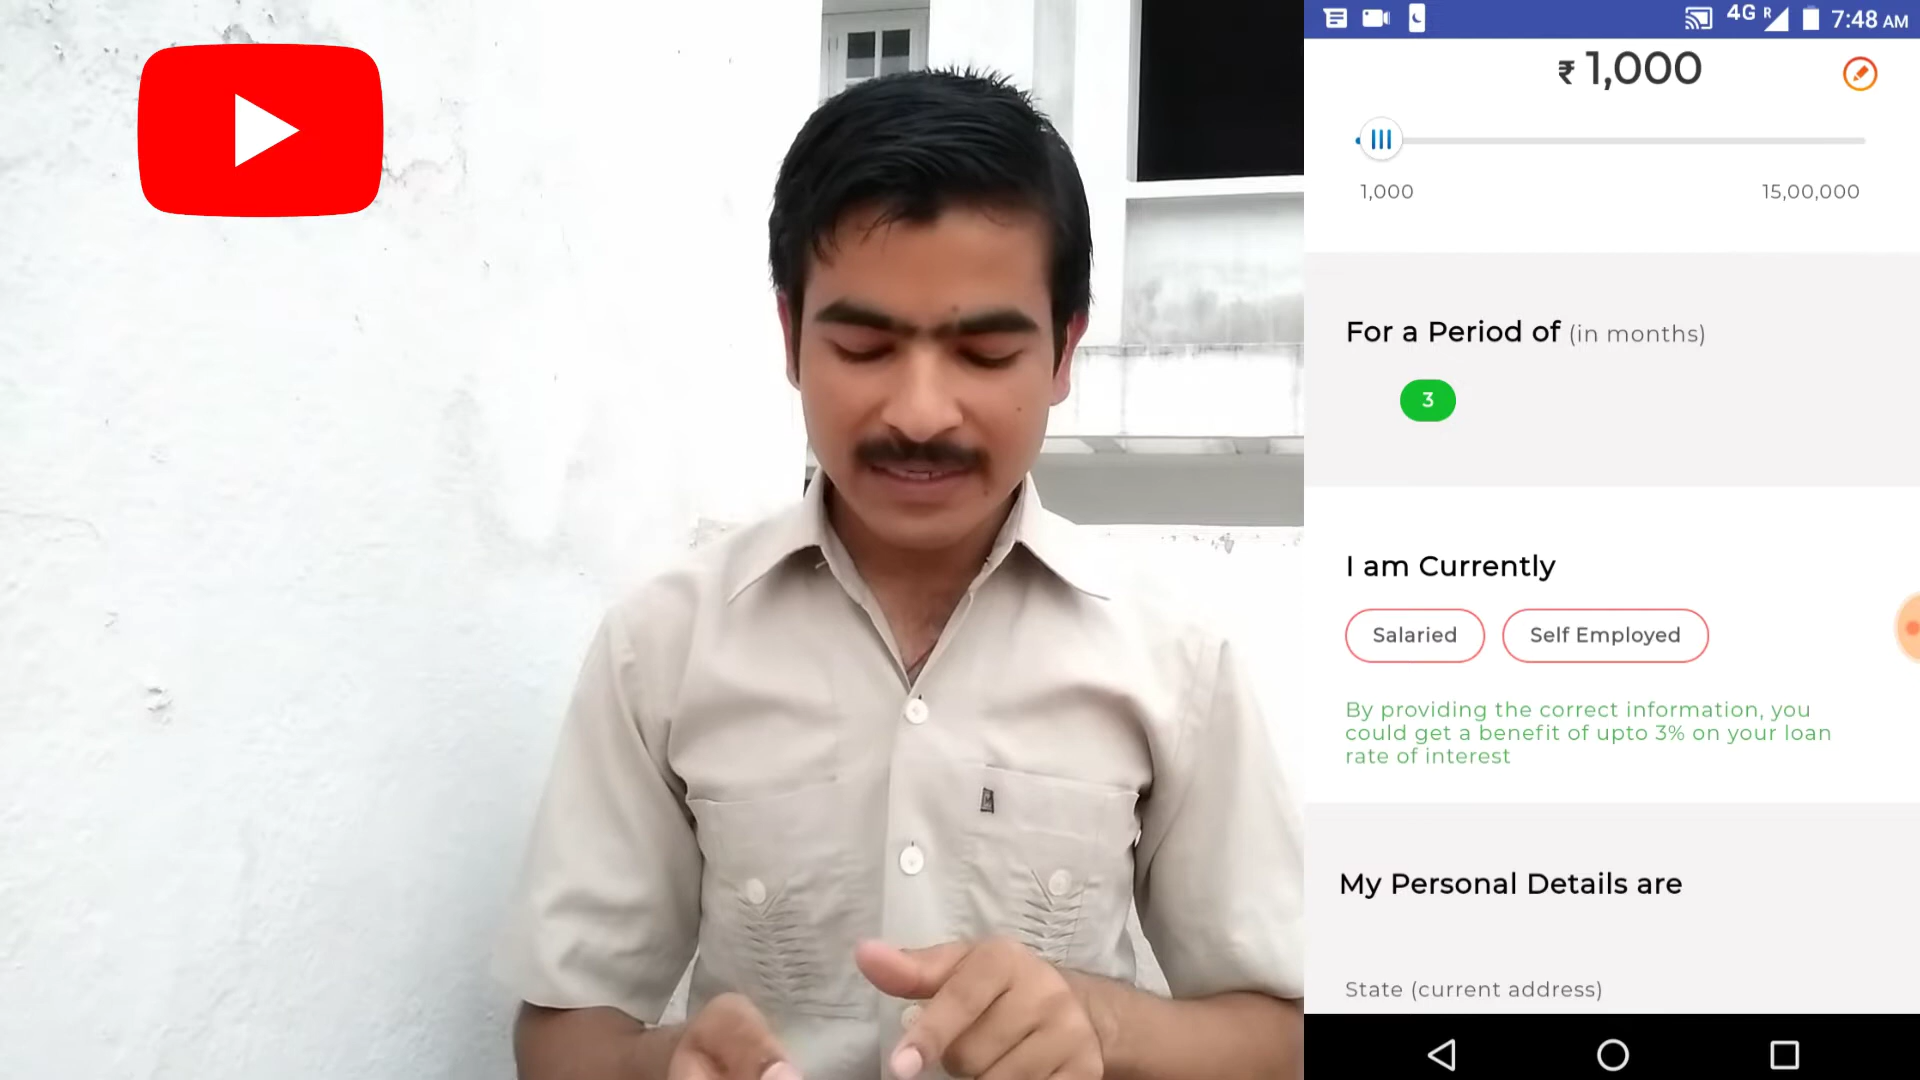 4G R 7:48 AM
₹ 1,000
1,000 15,00,000
For a Period of (in months)
3
I am Currently
Salaried Self Employed
By providing the correct information, you
could get a benefit of upto 3% on your loan
rate of interest
My Personal Details are
State (current address)